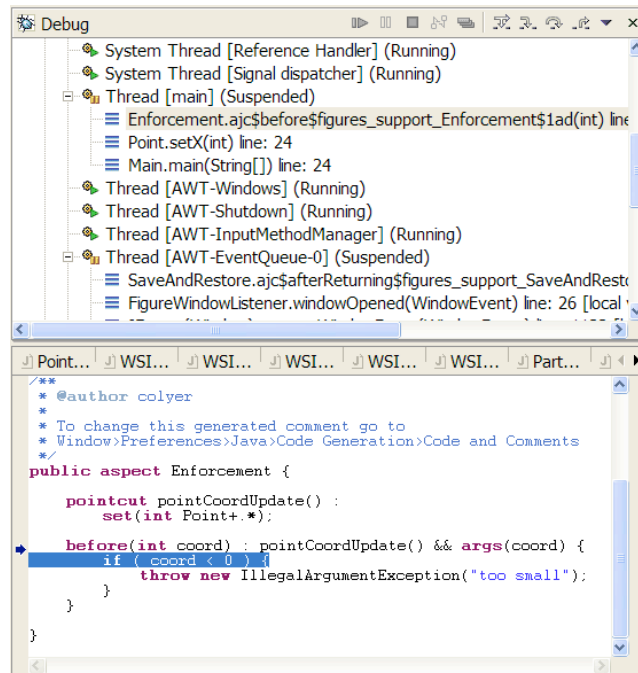 Debug
System Thread [Reference Handler] (Running)
System Thread [Signal dispatcher] (Running)
Thread [main] (Suspended)
Enforcement.ajc$before$figures_support_Enforcement$1ad(int) line
Point.setX(int) line: 24
Main.main(String[]) line: 24
Thread [AWT-Windows] (Running)
Thread [AWT-Shutdown] (Running)
Thread [AWT-InputMethodManager] (Running)
Thread [AWT-EventQueue-0] (Suspended)
SaveAndRestore.ajc$afterReturning$figures_support_SaveAndResto
FigureWindowListener.windowOpened(WindowEvent) line: 26 [local
Point... WSI... WSI... WSI... WSI... WSI... Part...
/**
* @author colyer
*
* To change this generated comment go to
* Window>Preferences>Java>Code Generation>Code and Comments
*/
public aspect Enforcement {
pointcut pointCoordUpdate() :
set(int Point+.*);
before(int coord) : pointCoordUpdate() && args(coord) {
if ( coord < 0 ) {
throw new IllegalArgumentException("too small");
}
}
}